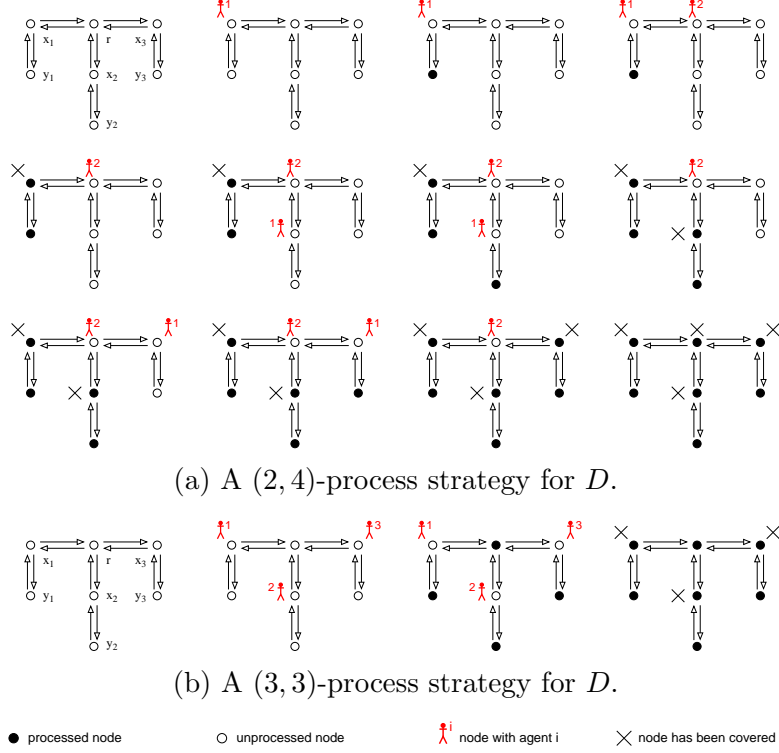 1 1 1 2
x₁ r x₃
y₁ x₂ y₃
y₂
2 2 2 2
1 1
2 1 2 1 2
(a) A (2, 4)-process strategy for D.
1 3 1 3
x₁ r x₃
2 2
y₁ x₂ y₃
y₂
(b) A (3, 3)-process strategy for D.
processed node unprocessed node i node with agent i node has been covered